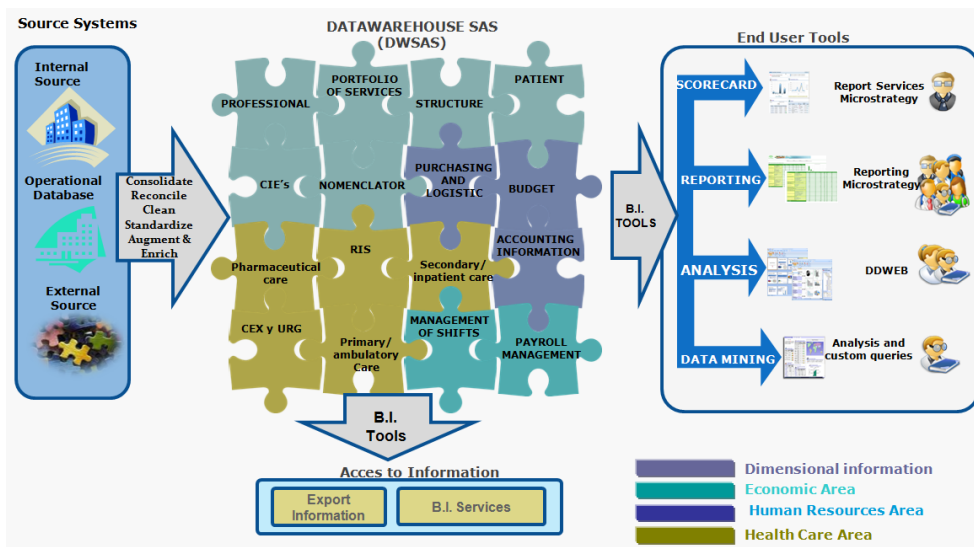 Source Systems
Internal
Source
Operational
Database
External
Source
Consolidate
Reconcile
Clean
Standardize
Augment &
Enrich
DATAWAREHOUSE SAS
(DWSAS)
PROFESSIONAL
PORTFOLIO
OF SERVICES
STRUCTURE
PATIENT
CIE's
NOMENCLATOR
PURCHASING
AND
LOGISTIC
BUDGET
Pharmaceutical
care
RIS
Secondary/
inpatient care
ACCOUNTING
INFORMATION
CEX y URG
Primary/
ambulatory
Care
MANAGEMENT
OF SHIFTS
PAYROLL
MANAGEMENT
B.I.
TOOLS
End User Tools
SCORECARD
Report Services
Microstrategy
REPORTING
Reporting
Microstrategy
ANALYSIS
DDWEB
DATA MINING
Analysis and
custom queries
B.I.
Tools
Acces to Information
Export
Information
B.I. Services
Dimensional information
Economic Area
Human Resources Area
Health Care Area